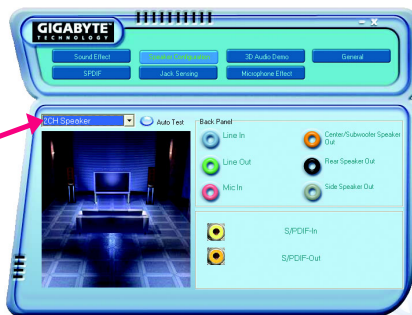 GIGABYTE™
TECHNOLOGY
Sound Effect
Speaker Configuration
3D Audio Demo
General
SPDIF
Jack Sensing
Microphone Effect
2CH Speaker
Auto Test
Back Panel
Line In
Center/Subwoofer Speaker Out
Line Out
Rear Speaker Out
Mic In
Side Speaker Out
S/PDIF-In
S/PDIF-Out